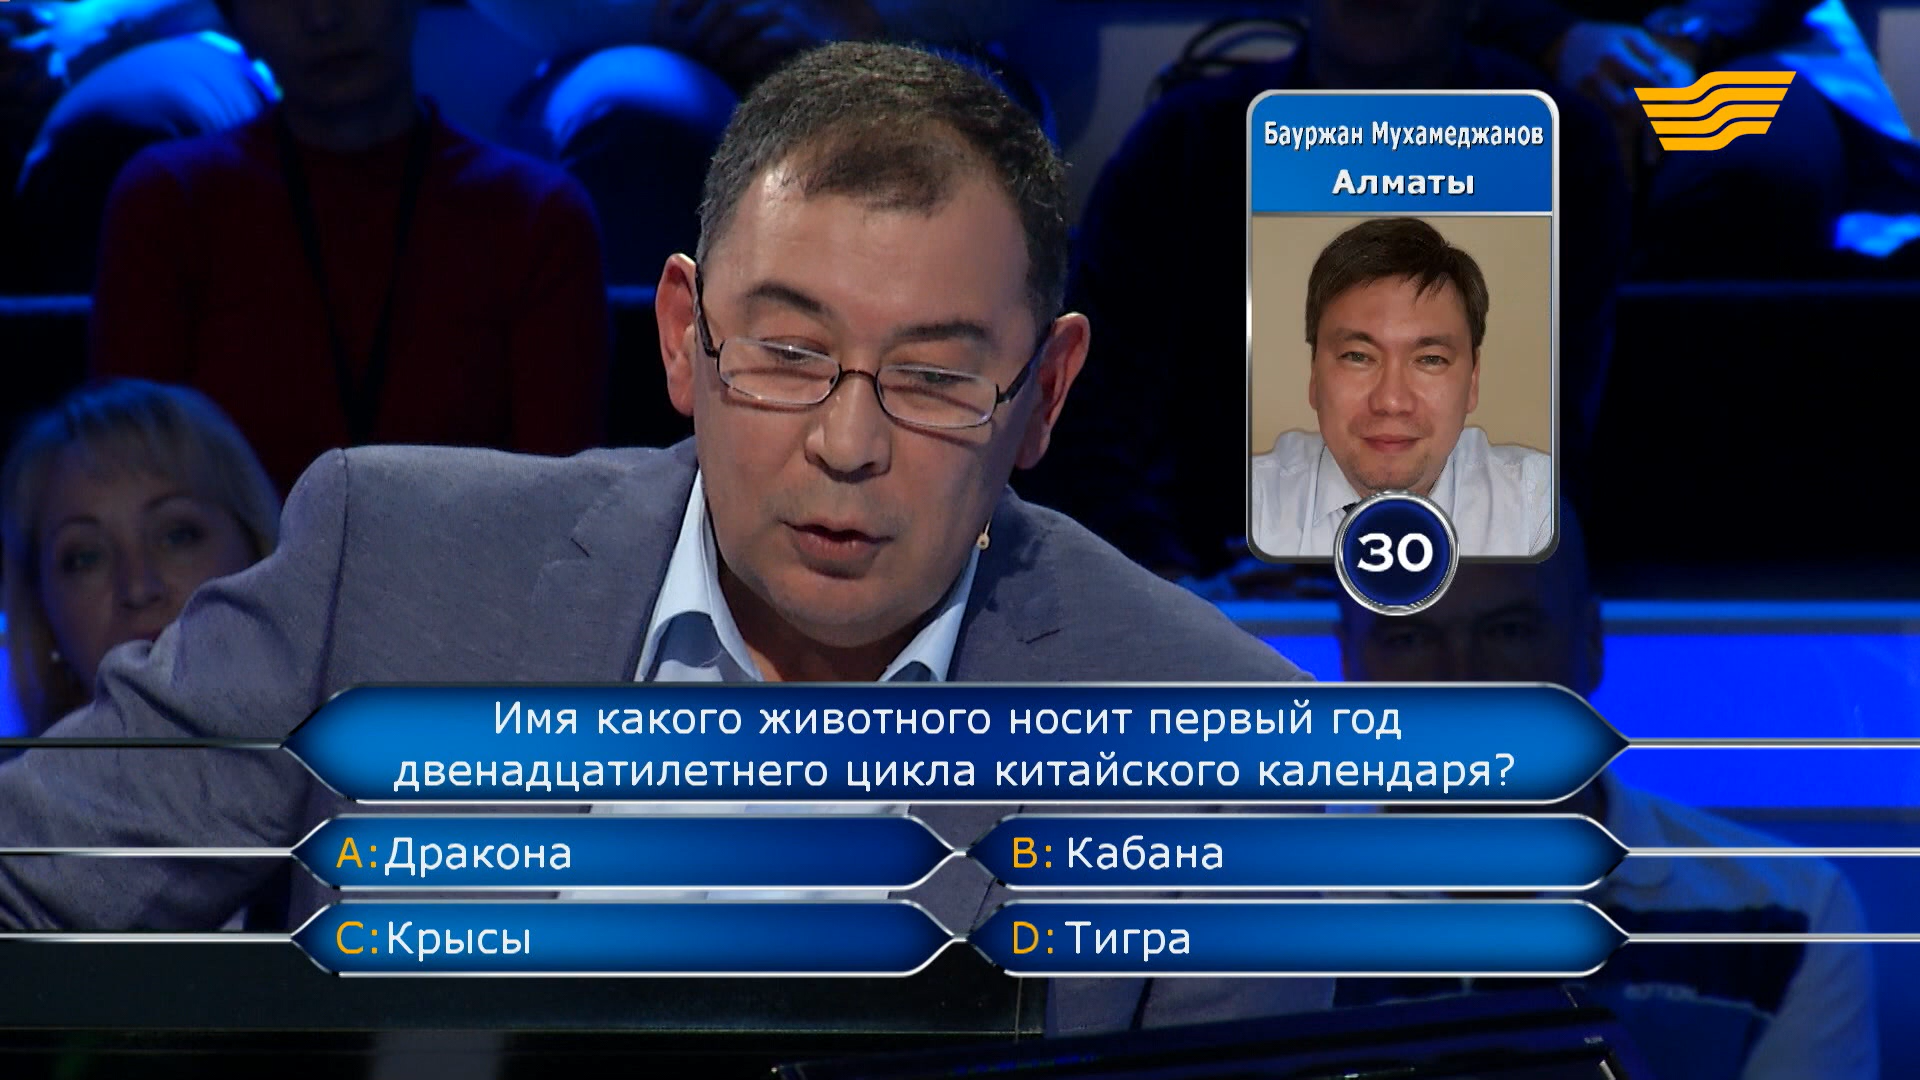 Бауржан Мухамеджанов
Алматы
30
Имя какого животного носит первый год
двенадцатилетнего цикла китайского календаря?
A: Дракона
B: Кабана
C: Крысы
D: Тигра